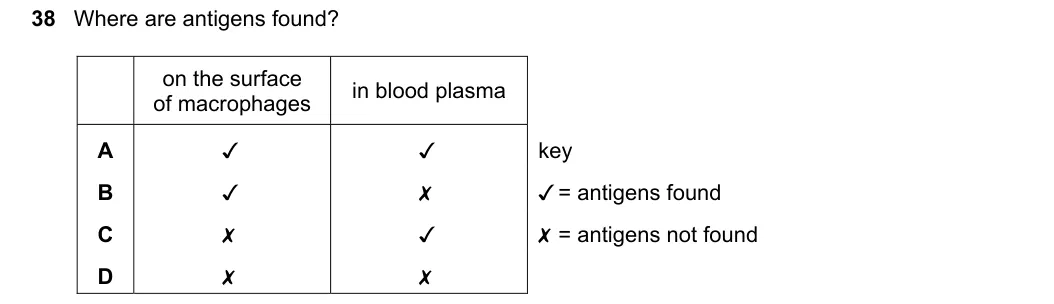 38 Where are antigens found?
on the surface of macrophages in blood plasma
A ✓ ✓ key
B ✓ ✗ ✓ = antigens found
C ✗ ✓ ✗ = antigens not found
D ✗ ✗